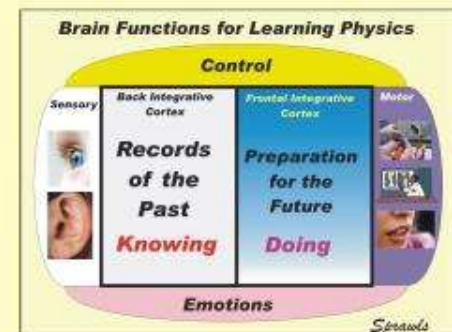 Brain Functions for Learning Physics
Control
Sensory
Back Integrative
Cortex
Records
of the
Past
Knowing
Frontal Integrative
Cortex
Preparation
for the
Future
Doing
Motor
Emotions
Sprawls